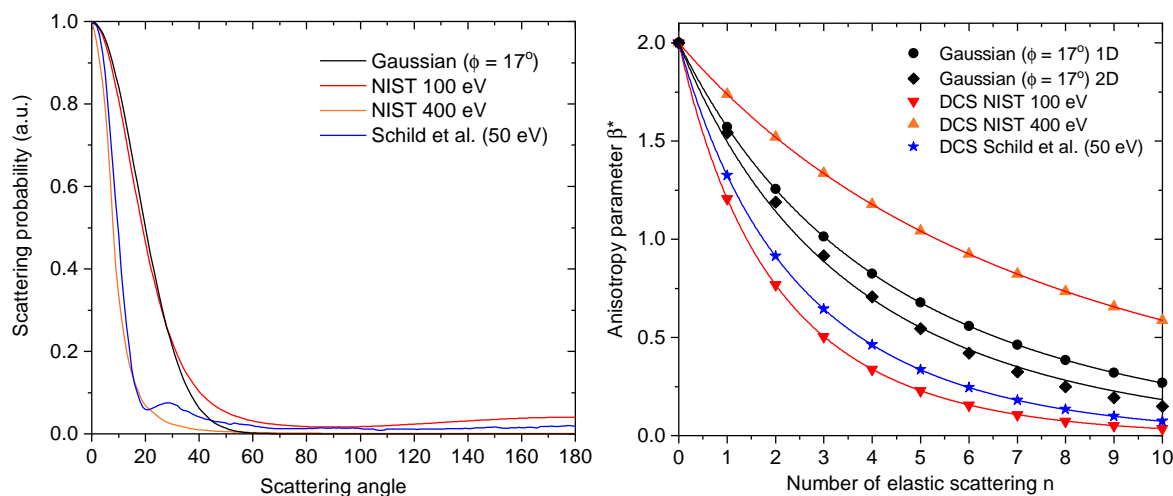 1.0
0.8
0.6
0.4
0.2
0.0
Scattering probability (a.u.)
Gaussian (ϕ = 17°)
NIST 100 eV
NIST 400 eV
Schild et al. (50 eV)
0 20 40 60 80 100 120 140 160 180
Scattering angle
2.0
1.5
1.0
0.5
0.0
Anisotropy parameter β*
Gaussian (ϕ = 17°) 1D
Gaussian (ϕ = 17°) 2D
DCS NIST 100 eV
DCS NIST 400 eV
DCS Schild et al. (50 eV)
0 1 2 3 4 5 6 7 8 9 10
Number of elastic scattering n